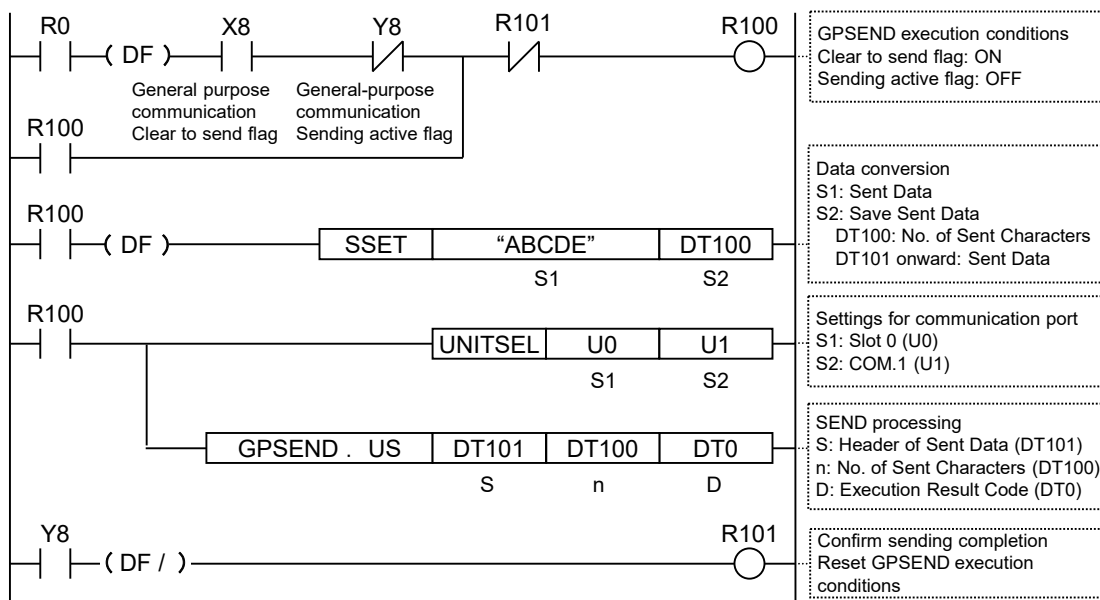 R0 X8 Y8 R101 R100
( DF )
General purpose
communication
Clear to send flag
General-purpose
communication
Sending active flag
GPSEND execution conditions
Clear to send flag: ON
Sending active flag: OFF
R100
R100
( DF ) SSET “ABCDE” DT100
S1 S2
Data conversion
S1: Sent Data
S2: Save Sent Data
DT100: No. of Sent Characters
DT101 onward: Sent Data
R100
UNITSEL U0 U1
S1 S2
Settings for communication port
S1: Slot 0 (U0)
S2: COM.1 (U1)
GPSEND . US DT101 DT100 DT0
S n D
SEND processing
S: Header of Sent Data (DT101)
n: No. of Sent Characters (DT100)
D: Execution Result Code (DT0)
Y8 R101
( DF / )
Confirm sending completion
Reset GPSEND execution
conditions